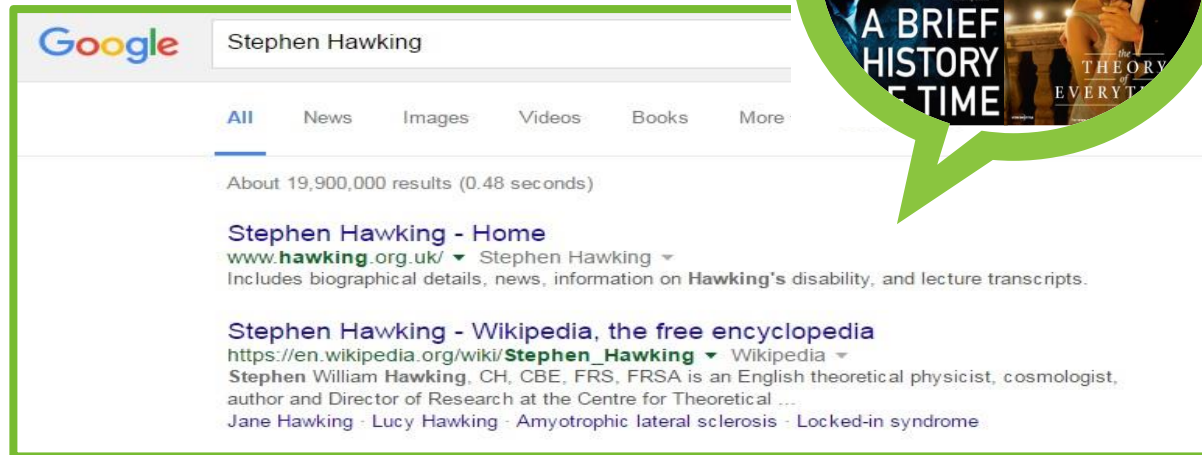 Google
Stephen Hawking
All News Images Videos Books More
About 19,900,000 results (0.48 seconds)
Stephen Hawking - Home
www.hawking.org.uk/ ▼ Stephen Hawking ▼
Includes biographical details, news, information on Hawking's disability, and lecture transcripts.
Stephen Hawking - Wikipedia, the free encyclopedia
https://en.wikipedia.org/wiki/Stephen_Hawking ▼ Wikipedia ▼
Stephen William Hawking, CH, CBE, FRS, FRSA is an English theoretical physicist, cosmologist,
author and Director of Research at the Centre for Theoretical ...
Jane Hawking · Lucy Hawking · Amyotrophic lateral sclerosis · Locked-in syndrome
A BRIEF
HISTORY
TIME
the
THEORY
of